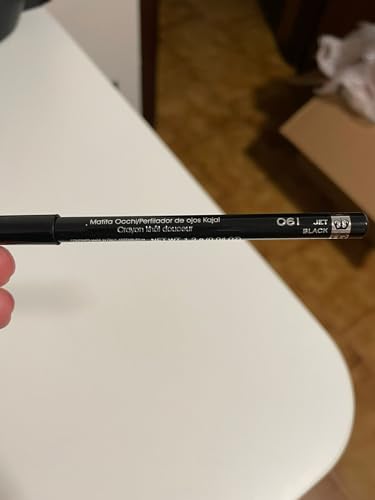 Matita Occhi/Perfilador de ojos Kajal
Crayon khôl douceur
061
JET
BLACK